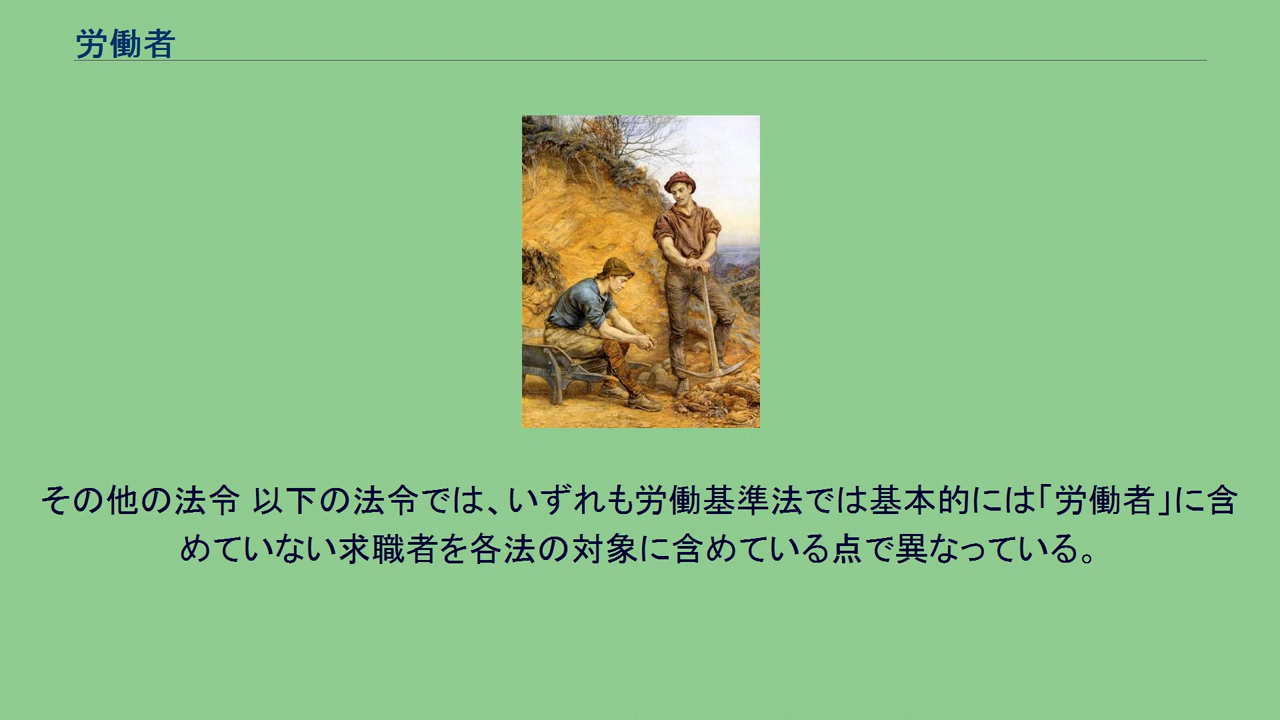 労働者
その他の法令 以下の法令では、いずれも労働基準法では基本的には「労働者」に含
めていない求職者を各法の対象に含めている点で異なっている。